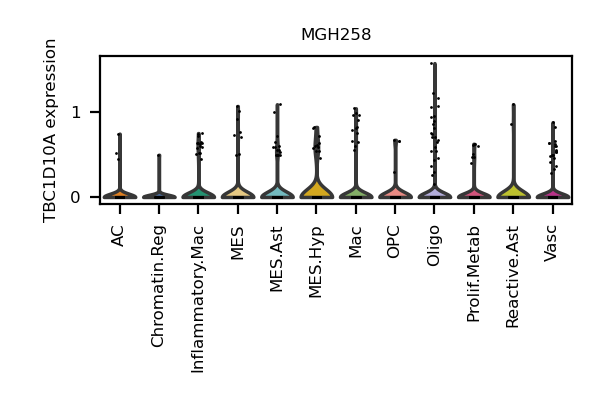 MGH258
TBC1D10A expression
1
0
AC
Chromatin.Reg
Inflammatory.Mac
MES
MES.Ast
MES.Hyp
Mac
OPC
Oligo
Prolif.Metab
Reactive.Ast
Vasc